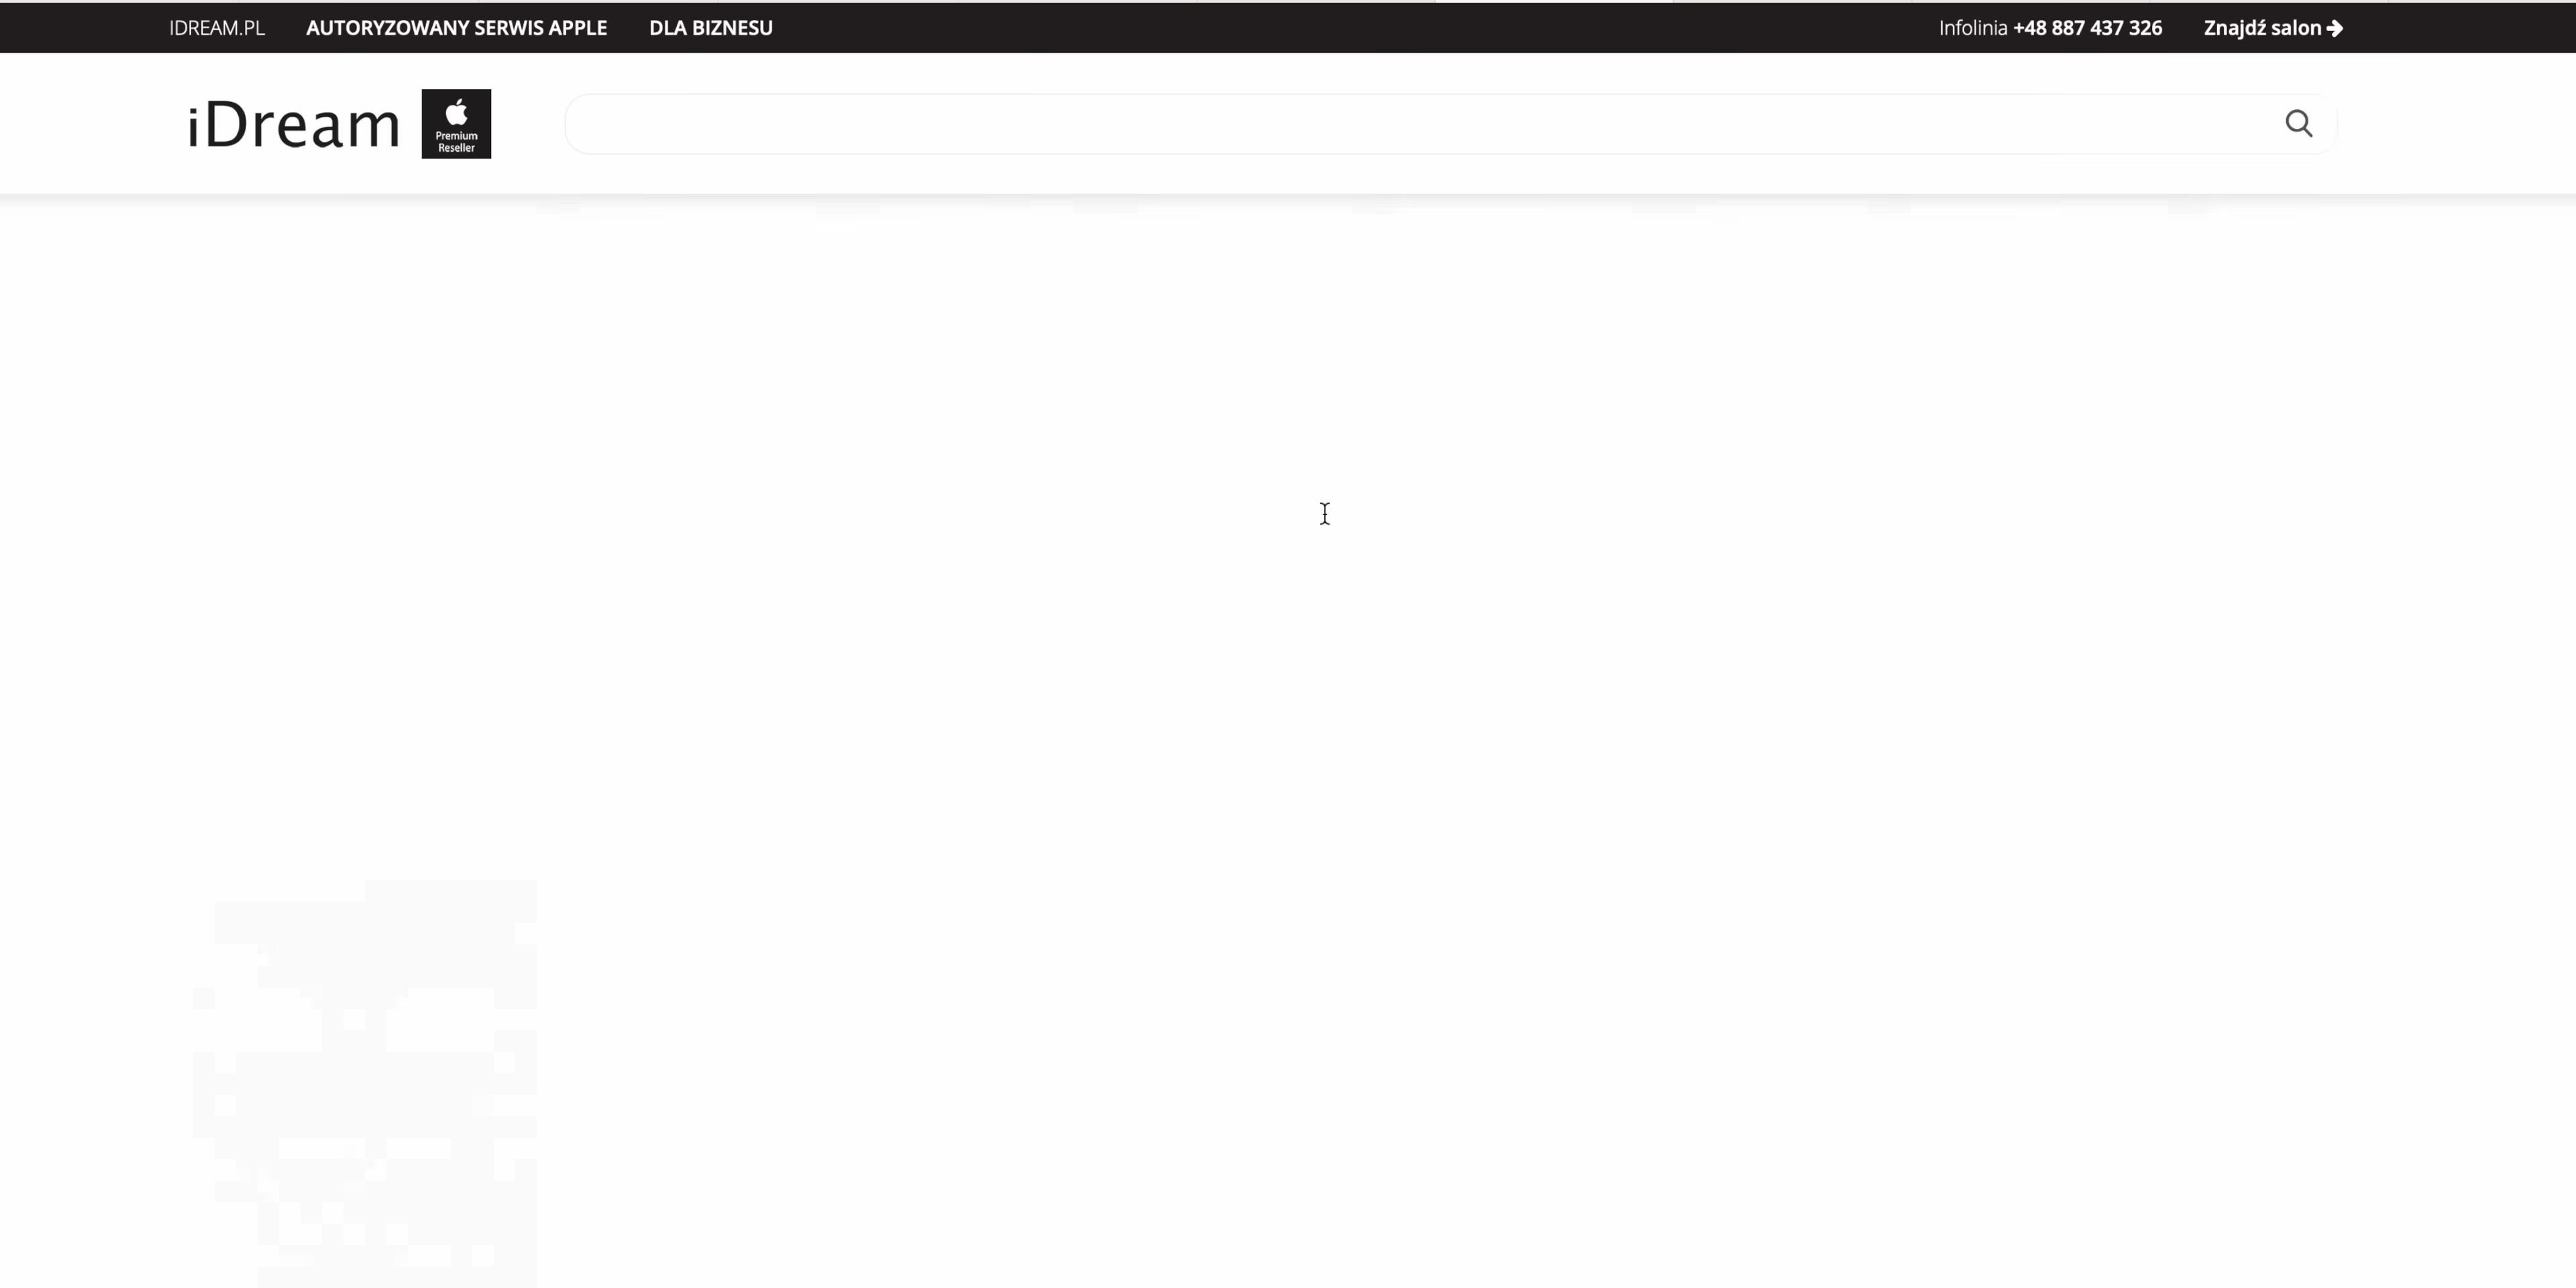 IDREAM.PL AUTORYZOWANY SERWIS APPLE DLA BIZNESU Infolinia +48 887 437 326 Znajdź salon
iDream
Premium
Reseller